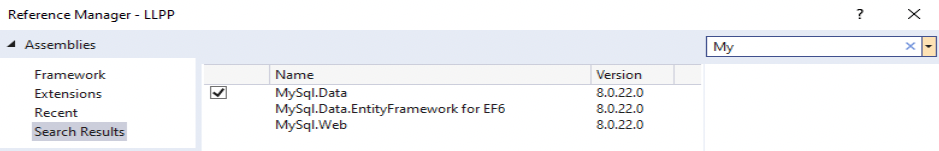 Reference Manager - LLPP
? ×
Assemblies
My
Framework
Extensions
Recent
Search Results
Name Version
MySql.Data 8.0.22.0
MySql.Data.EntityFramework for EF6 8.0.22.0
MySql.Web 8.0.22.0